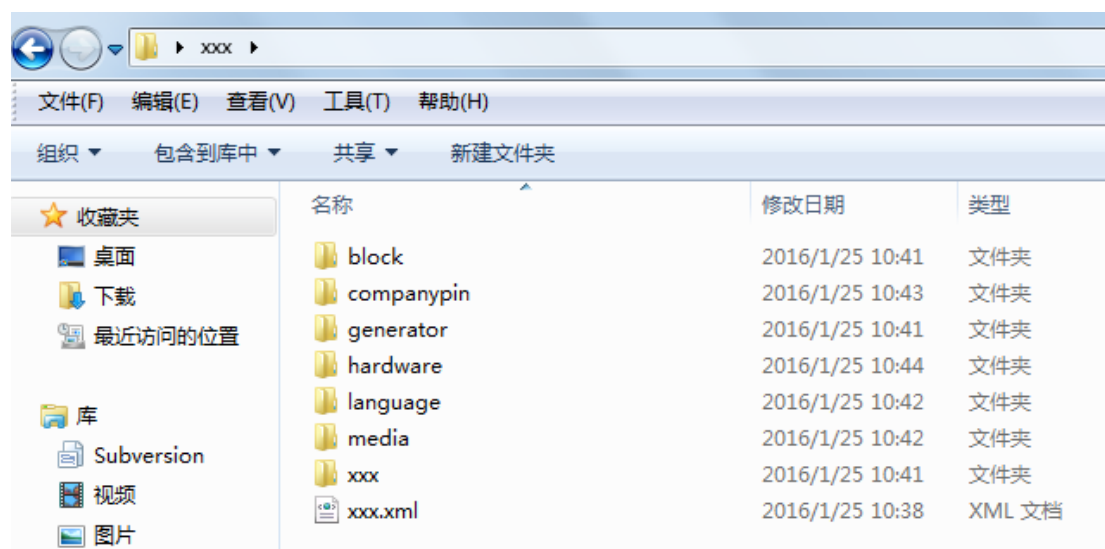 xxx
文件(F) 编辑(E) 查看(V) 工具(T) 帮助(H)
组织 包含到库中 共享 新建文件夹
收藏夹
桌面
下载
最近访问的位置
库
Subversion
视频
图片
名称 修改日期 类型
block 2016/1/25 10:41 文件夹
companypin 2016/1/25 10:43 文件夹
generator 2016/1/25 10:41 文件夹
hardware 2016/1/25 10:44 文件夹
language 2016/1/25 10:42 文件夹
media 2016/1/25 10:42 文件夹
xxx 2016/1/25 10:41 文件夹
xxx.xml 2016/1/25 10:38 XML 文档